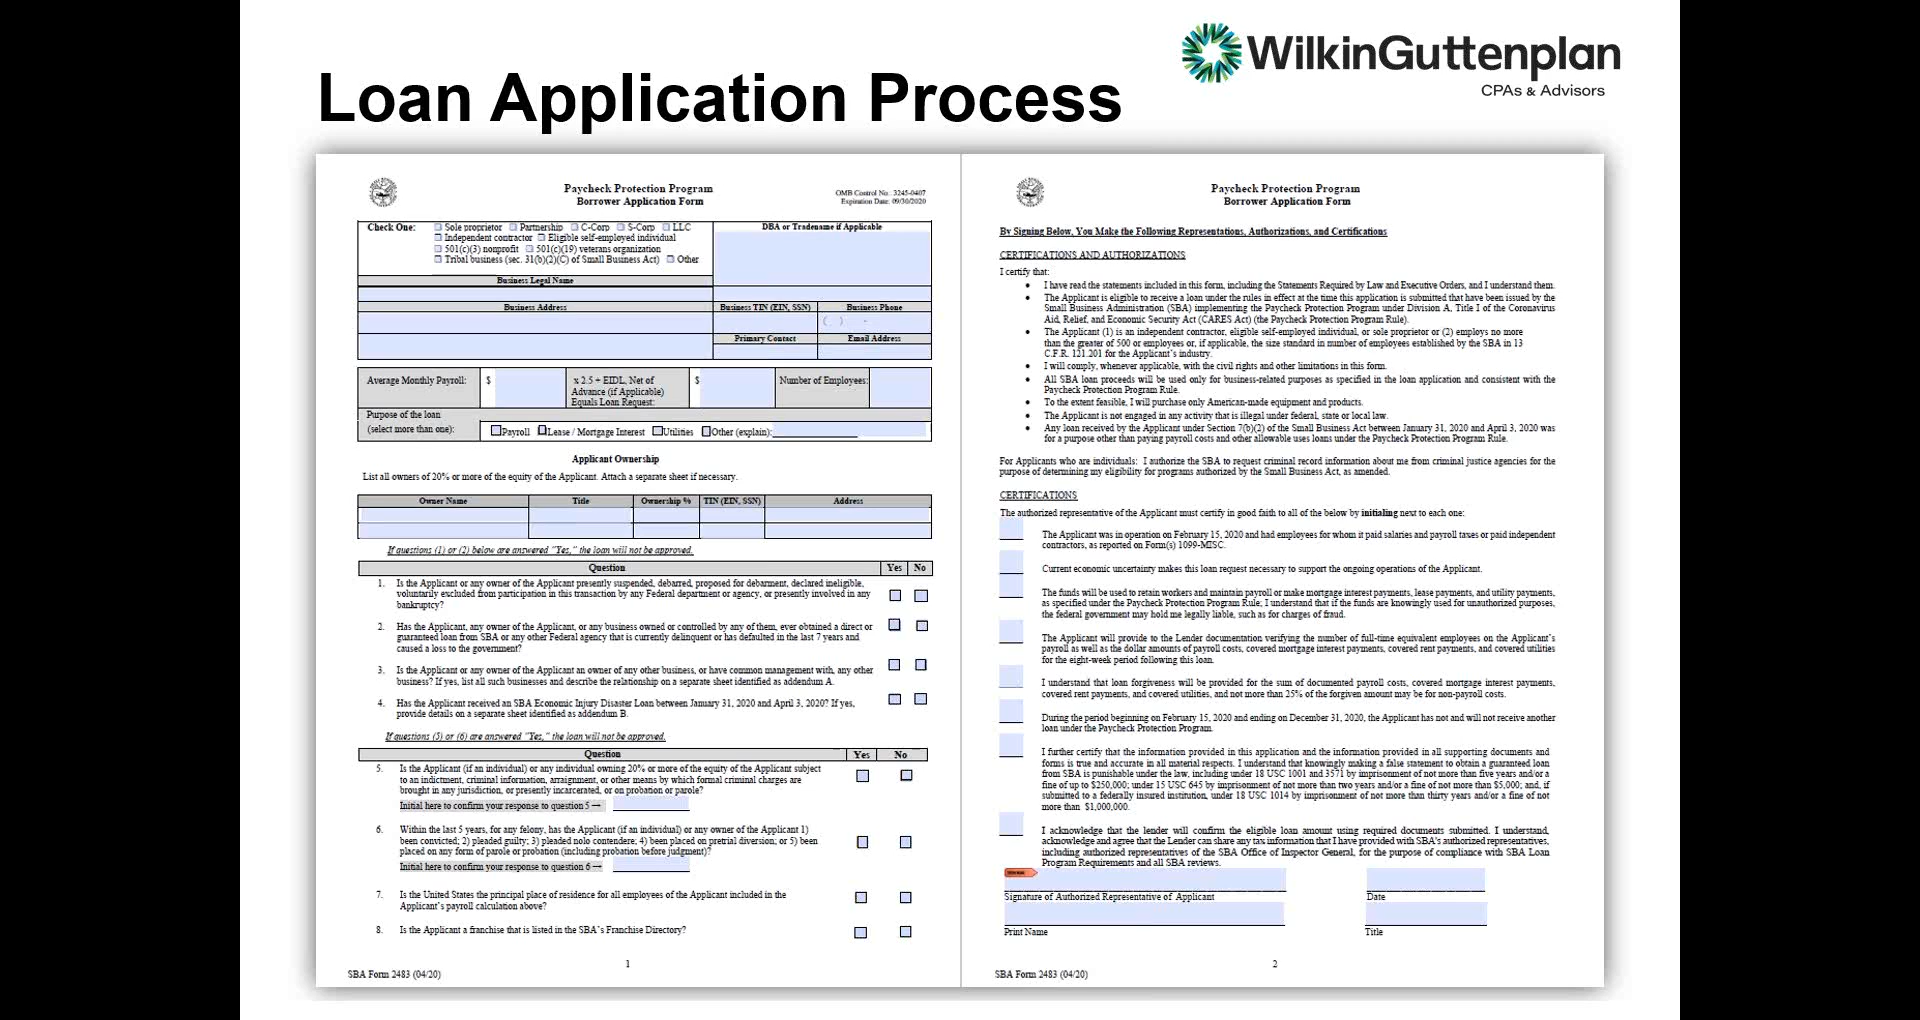 WilkinGuttenplan
CPAs & Advisors
Loan Application Process
Paycheck Protection Program
Borrower Application Form
OMB Control No.: 3245-0407
Expiration Date: 09/30/2020
Check One:
Sole proprietor Partnership C-Corp S-Corp LLC
Independent contractor Eligible self-employed individual
501(c)(3) nonprofit 501(c)(19) veterans organization
Tribal business (sec. 31(b)(2)(C) of Small Business Act) Other
DBA or Tradename if Applicable
Business Legal Name
Business Address
Business TIN (EIN, SSN)
Business Phone
( ) -
Primary Contact
Email Address
Average Monthly Payroll:
$
x 2.5 + EIDL, Net of
Advance (if Applicable)
Equals Loan Request:
$
Number of Employees:
Purpose of the loan
(select more than one):
Payroll Lease / Mortgage Interest Utilities Other (explain):
Applicant Ownership
List all owners of 20% or more of the equity of the Applicant. Attach a separate sheet if necessary.
Owner Name Title Ownership % TIN (EIN, SSN) Address
If questions (1) or (2) below are answered "Yes," the loan will not be approved.
Question Yes No
1. Is the Applicant or any owner of the Applicant presently suspended, debarred, proposed for debarment, declared ineligible,
voluntarily excluded from participation in this transaction by any Federal department or agency, or presently involved in any
bankruptcy?
2. Has the Applicant, any owner of the Applicant, or any business owned or controlled by any of them, ever obtained a direct or
guaranteed loan from SBA or any other Federal agency that is currently delinquent or has defaulted in the last 7 years and
caused a loss to the government?
3. Is the Applicant or any owner of the Applicant an owner of any other business, or have common management with, any other
business? If yes, list all such businesses and describe the relationship on a separate sheet identified as addendum A.
4. Has the Applicant received an SBA Economic Injury Disaster Loan between January 31, 2020 and April 3, 2020? If yes,
provide details on a separate sheet identified as addendum B.
If questions (5) or (6) are answered "Yes," the loan will not be approved.
Question Yes No
5. Is the Applicant (if an individual) or any individual owning 20% or more of the equity of the Applicant subject
to an indictment, criminal information, arraignment, or other means by which formal criminal charges are
brought in any jurisdiction, or presently incarcerated, or on probation or parole?
Initial here to confirm your response to question 5 →
6. Within the last 5 years, for any felony, has the Applicant (if an individual) or any owner of the Applicant 1)
been convicted; 2) pleaded guilty; 3) pleaded nolo contendere; 4) been placed on pretrial diversion; or 5) been
placed on any form of parole or probation (including probation before judgment)?
Initial here to confirm your response to question 6 →
7. Is the United States the principal place of residence for all employees of the Applicant included in the
Applicant's payroll calculation above?
8. Is the Applicant a franchise that is listed in the SBA's Franchise Directory?
1
SBA Form 2483 (04/20)
Paycheck Protection Program
Borrower Application Form
By Signing Below, You Make the Following Representations, Authorizations, and Certifications
CERTIFICATIONS AND AUTHORIZATIONS
I certify that:
• I have read the statements included in this form, including the Statements Required by Law and Executive Orders, and I understand them.
• The Applicant is eligible to receive a loan under the rules in effect at the time this application is submitted that have been issued by the
Small Business Administration (SBA) implementing the Paycheck Protection Program under Division A, Title I of the Coronavirus
Aid, Relief, and Economic Security Act (CARES Act) (the Paycheck Protection Program Rule).
• The Applicant (1) is an independent contractor, eligible self-employed individual, or sole proprietor or (2) employs no more
than the greater of 500 or employees or, if applicable, the size standard in number of employees established by the SBA in 13
C.F.R. 121.201 for the Applicant's industry.
• I will comply, whenever applicable, with the civil rights and other limitations in this form.
• All SBA loan proceeds will be used only for business-related purposes as specified in the loan application and consistent with the
Paycheck Protection Program Rule.
• To the extent feasible, I will purchase only American-made equipment and products.
• The Applicant is not engaged in any activity that is illegal under federal, state or local law.
• Any loan received by the Applicant under Section 7(b)(2) of the Small Business Act between January 31, 2020 and April 3, 2020 was
for a purpose other than paying payroll costs and other allowable uses loans under the Paycheck Protection Program Rule.
For Applicants who are individuals: I authorize the SBA to request criminal record information about me from criminal justice agencies for the
purpose of determining my eligibility for programs authorized by the Small Business Act, as amended.
CERTIFICATIONS
The authorized representative of the Applicant must certify in good faith to all of the below by initialing next to each one:
The Applicant was in operation on February 15, 2020 and had employees for whom it paid salaries and payroll taxes or paid independent
contractors, as reported on Form(s) 1099-MISC.
Current economic uncertainty makes this loan request necessary to support the ongoing operations of the Applicant.
The funds will be used to retain workers and maintain payroll or make mortgage interest payments, lease payments, and utility payments,
as specified under the Paycheck Protection Program Rule; I understand that if the funds are knowingly used for unauthorized purposes,
the federal government may hold me legally liable, such as for charges of fraud.
The Applicant will provide to the Lender documentation verifying the number of full-time equivalent employees on the Applicant's
payroll as well as the dollar amounts of payroll costs, covered mortgage interest payments, covered rent payments, and covered utilities
for the eight-week period following this loan.
I understand that loan forgiveness will be provided for the sum of documented payroll costs, covered mortgage interest payments,
covered rent payments, and covered utilities, and not more than 25% of the forgiven amount may be for non-payroll costs.
During the period beginning on February 15, 2020 and ending on December 31, 2020, the Applicant has not and will not receive another
loan under the Paycheck Protection Program.
I further certify that the information provided in this application and the information provided in all supporting documents and
forms is true and accurate in all material respects. I understand that knowingly making a false statement to obtain a guaranteed loan
from SBA is punishable under the law, including under 18 USC 1001 and 3571 by imprisonment of not more than five years and/or a
fine of up to $250,000; under 15 USC 645 by imprisonment of not more than two years and/or a fine of not more than $5,000; and, if
submitted to a federally insured institution, under 18 USC 1014 by imprisonment of not more than thirty years and/or a fine of not
more than $1,000,000.
I acknowledge that the lender will confirm the eligible loan amount using required documents submitted. I understand,
acknowledge and agree that the Lender can share any tax information that I have provided with SBA's authorized representatives,
including authorized representatives of the SBA Office of Inspector General, for the purpose of compliance with SBA Loan
Program Requirements and all SBA reviews.
Signature of Authorized Representative of Applicant
Date
Print Name
Title
2
SBA Form 2483 (04/20)